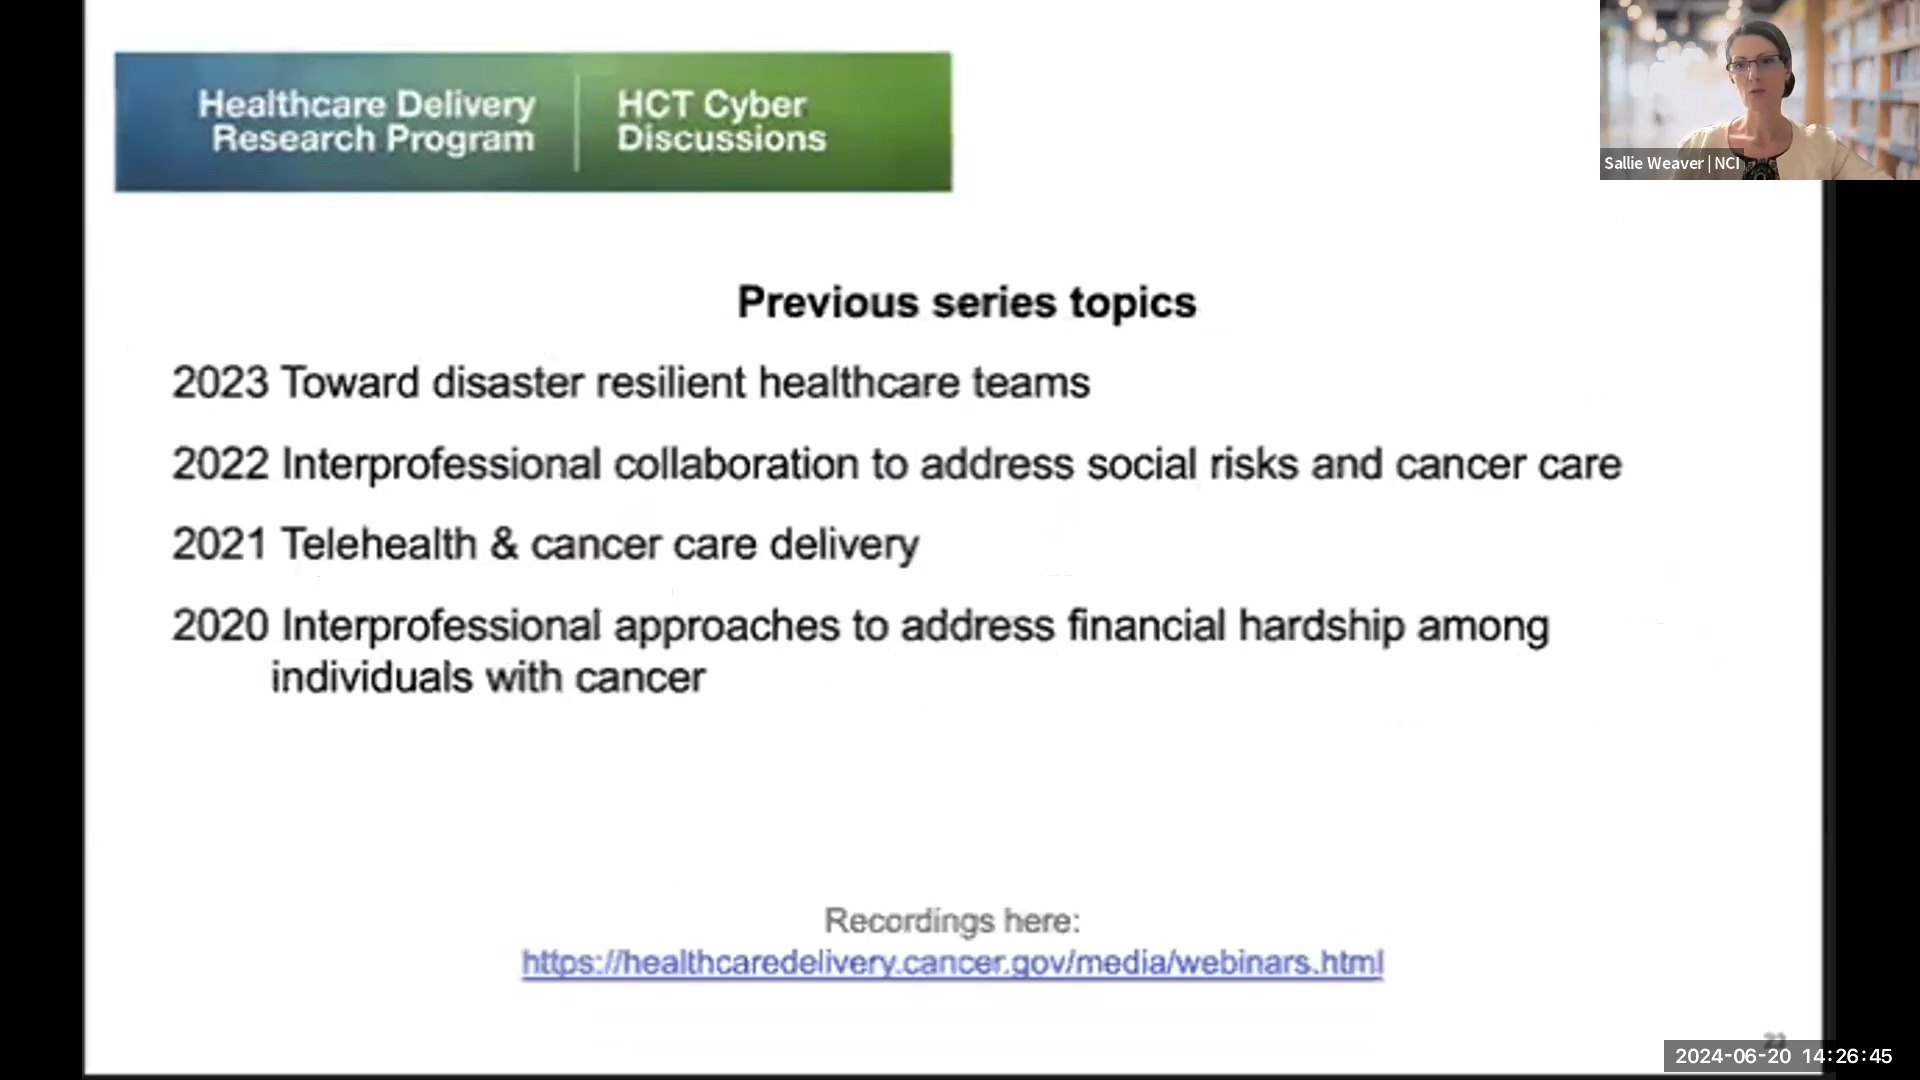 Healthcare Delivery
Research Program
HCT Cyber
Discussions
Sallie Weaver | NCI
Previous series topics
2023 Toward disaster resilient healthcare teams
2022 Interprofessional collaboration to address social risks and cancer care
2021 Telehealth & cancer care delivery
2020 Interprofessional approaches to address financial hardship among
individuals with cancer
Recordings here:
https://healthcaredelivery.cancer.gov/media/webinars.html
2024-06-20 14:26:45